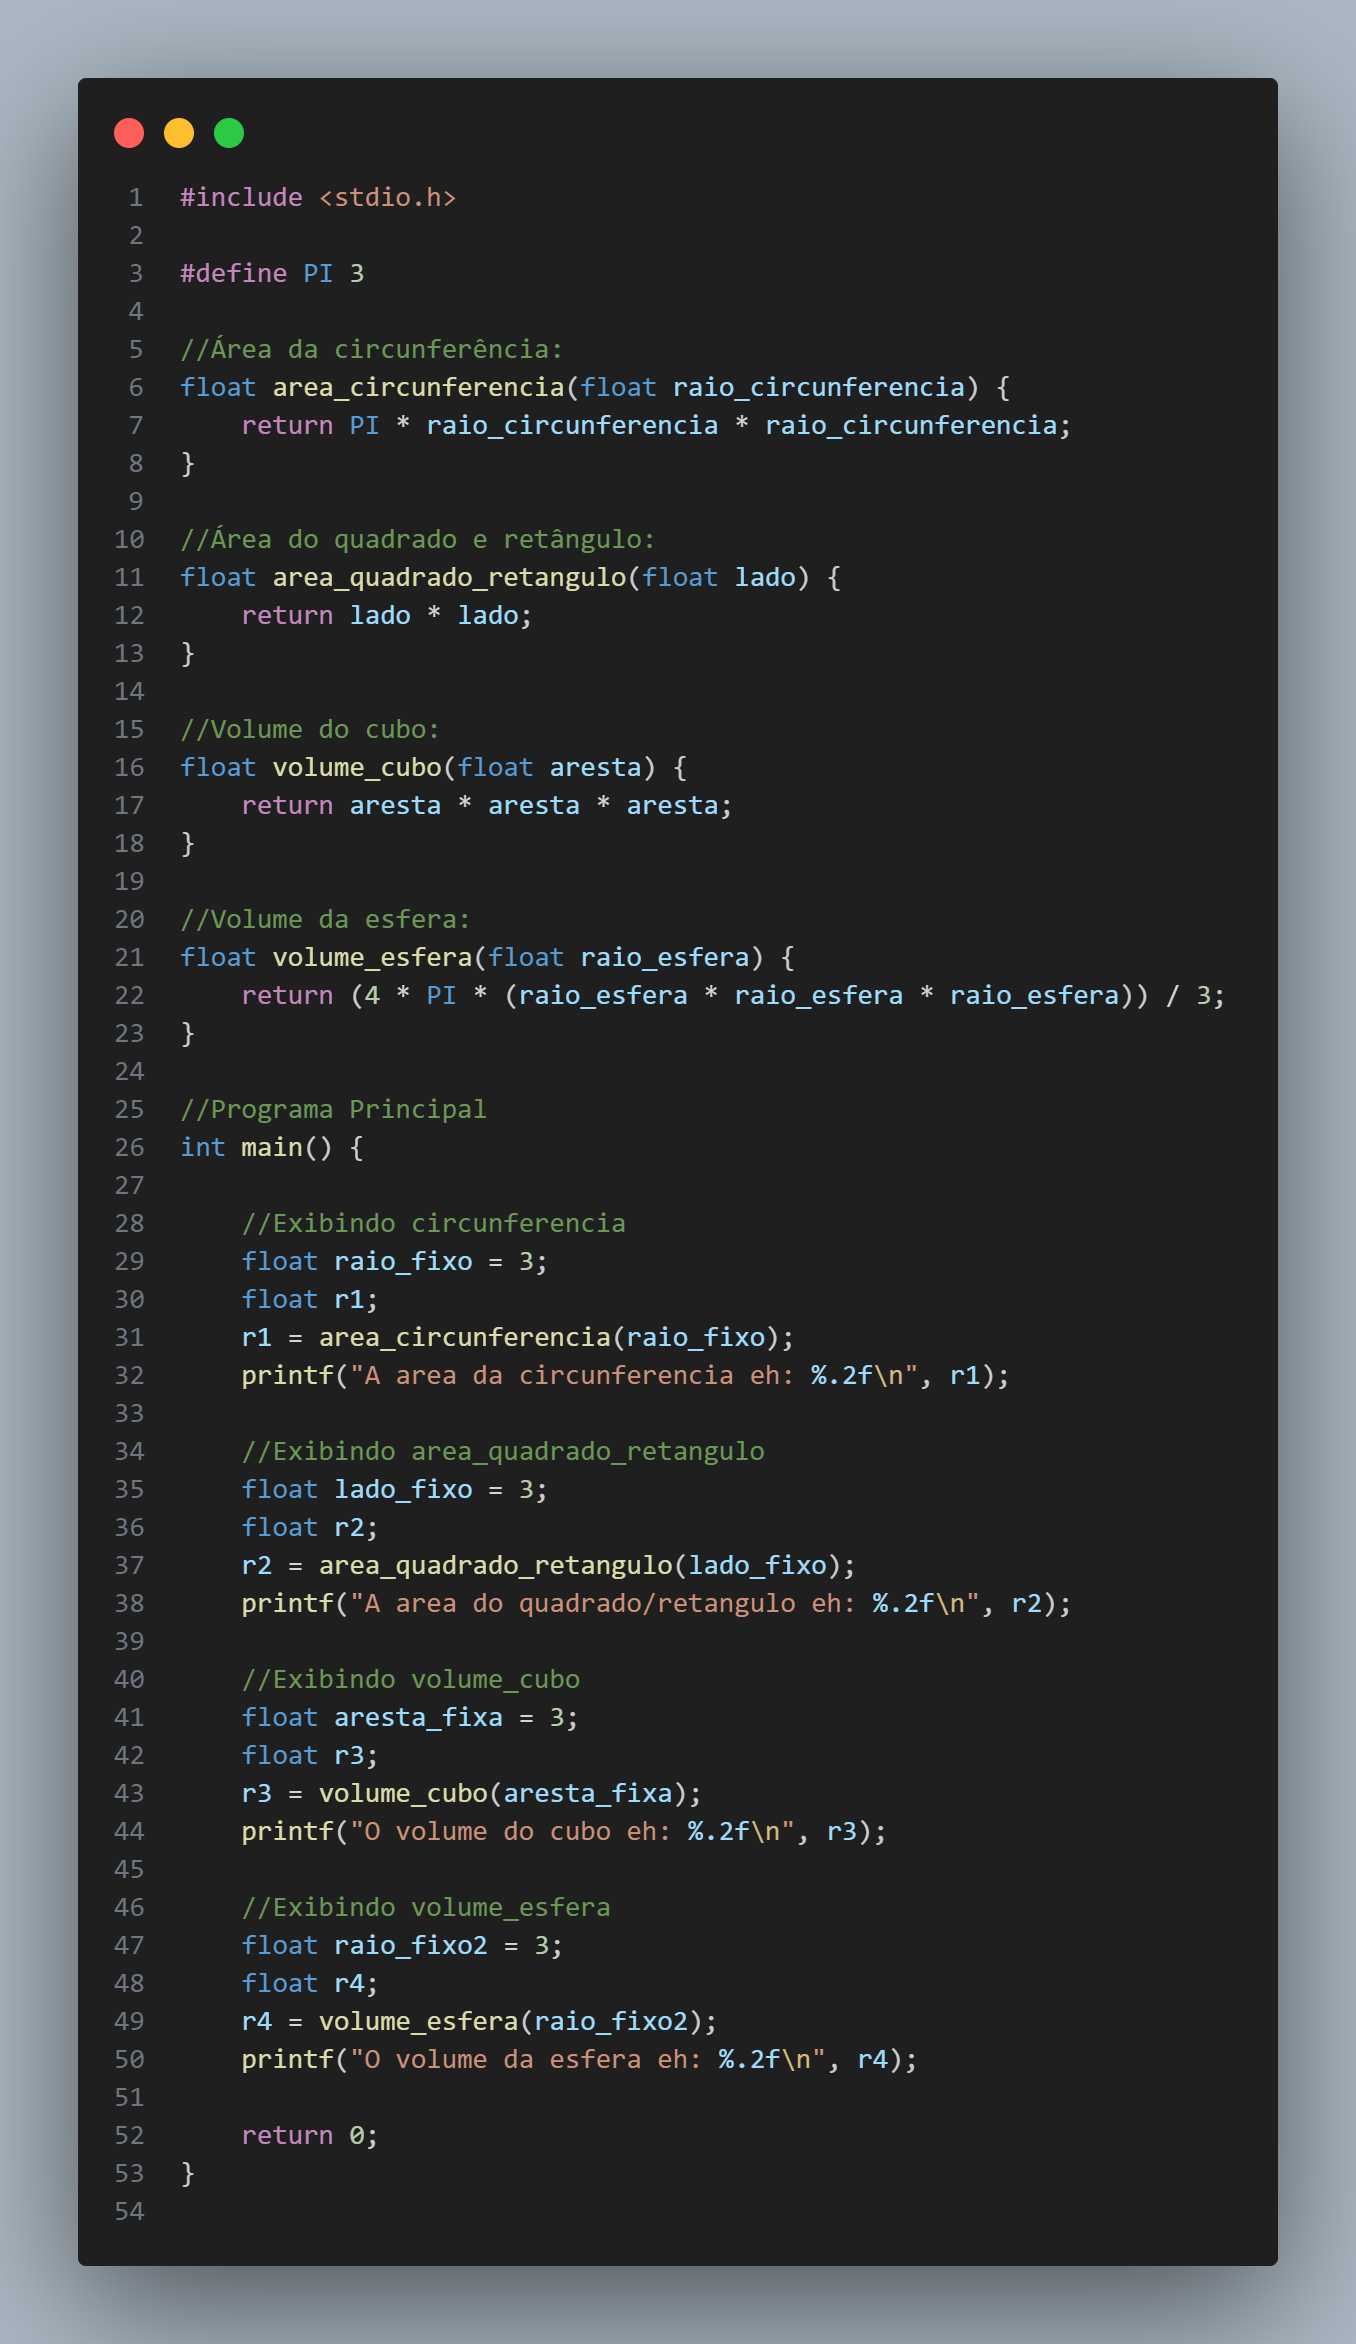 1 #include <stdio.h>
2
3 #define PI 3
4
5 //Área da circunferência:
6 float area_circunferencia(float raio_circunferencia) {
7     return PI * raio_circunferencia * raio_circunferencia;
8 }
9
10 //Área do quadrado e retângulo:
11 float area_quadrado_retangulo(float lado) {
12     return lado * lado;
13 }
14
15 //Volume do cubo:
16 float volume_cubo(float aresta) {
17     return aresta * aresta * aresta;
18 }
19
20 //Volume da esfera:
21 float volume_esfera(float raio_esfera) {
22     return (4 * PI * (raio_esfera * raio_esfera * raio_esfera)) / 3;
23 }
24
25 //Programa Principal
26 int main() {
27
28     //Exibindo circunferencia
29     float raio_fixo = 3;
30     float r1;
31     r1 = area_circunferencia(raio_fixo);
32     printf("A area da circunferencia eh: %.2f\n", r1);
33
34     //Exibindo area_quadrado_retangulo
35     float lado_fixo = 3;
36     float r2;
37     r2 = area_quadrado_retangulo(lado_fixo);
38     printf("A area do quadrado/retangulo eh: %.2f\n", r2);
39
40     //Exibindo volume_cubo
41     float aresta_fixa = 3;
42     float r3;
43     r3 = volume_cubo(aresta_fixa);
44     printf("O volume do cubo eh: %.2f\n", r3);
45
46     //Exibindo volume_esfera
47     float raio_fixo2 = 3;
48     float r4;
49     r4 = volume_esfera(raio_fixo2);
50     printf("O volume da esfera eh: %.2f\n", r4);
51
52     return 0;
53 }
54